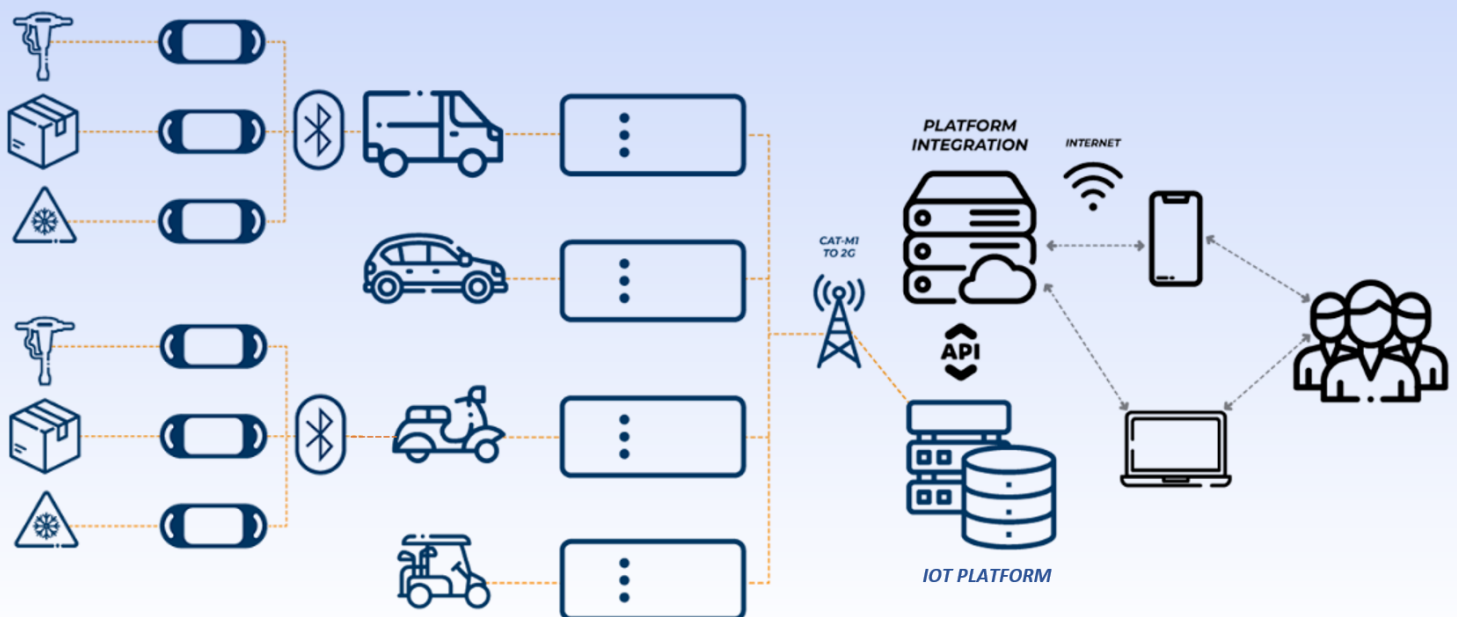 PLATFORM
INTEGRATION
INTERNET
CAT-M1
TO 2G
API
IOT PLATFORM